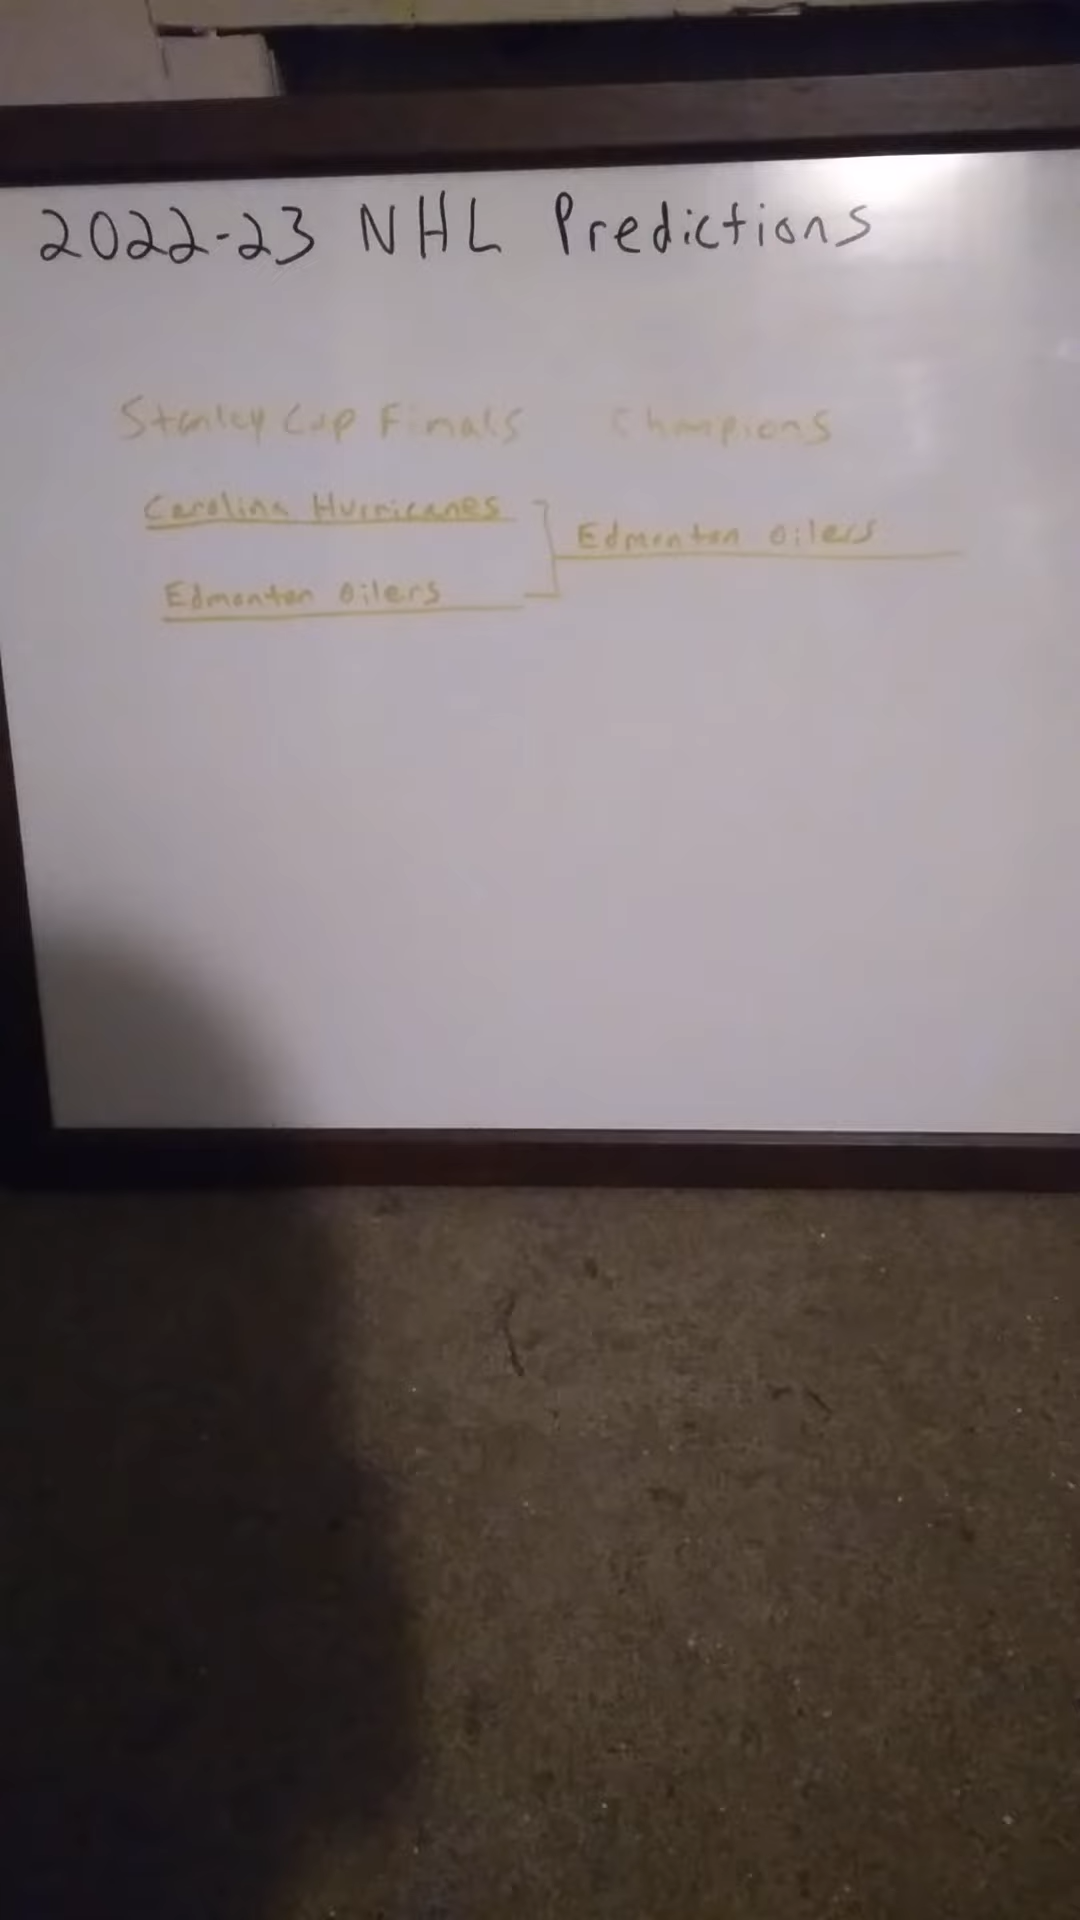 2022-23 NHL Predictions
Stanley Cup Finals Champions
Carolina Hurricanes
Edmonton Oilers
Edmonton Oilers